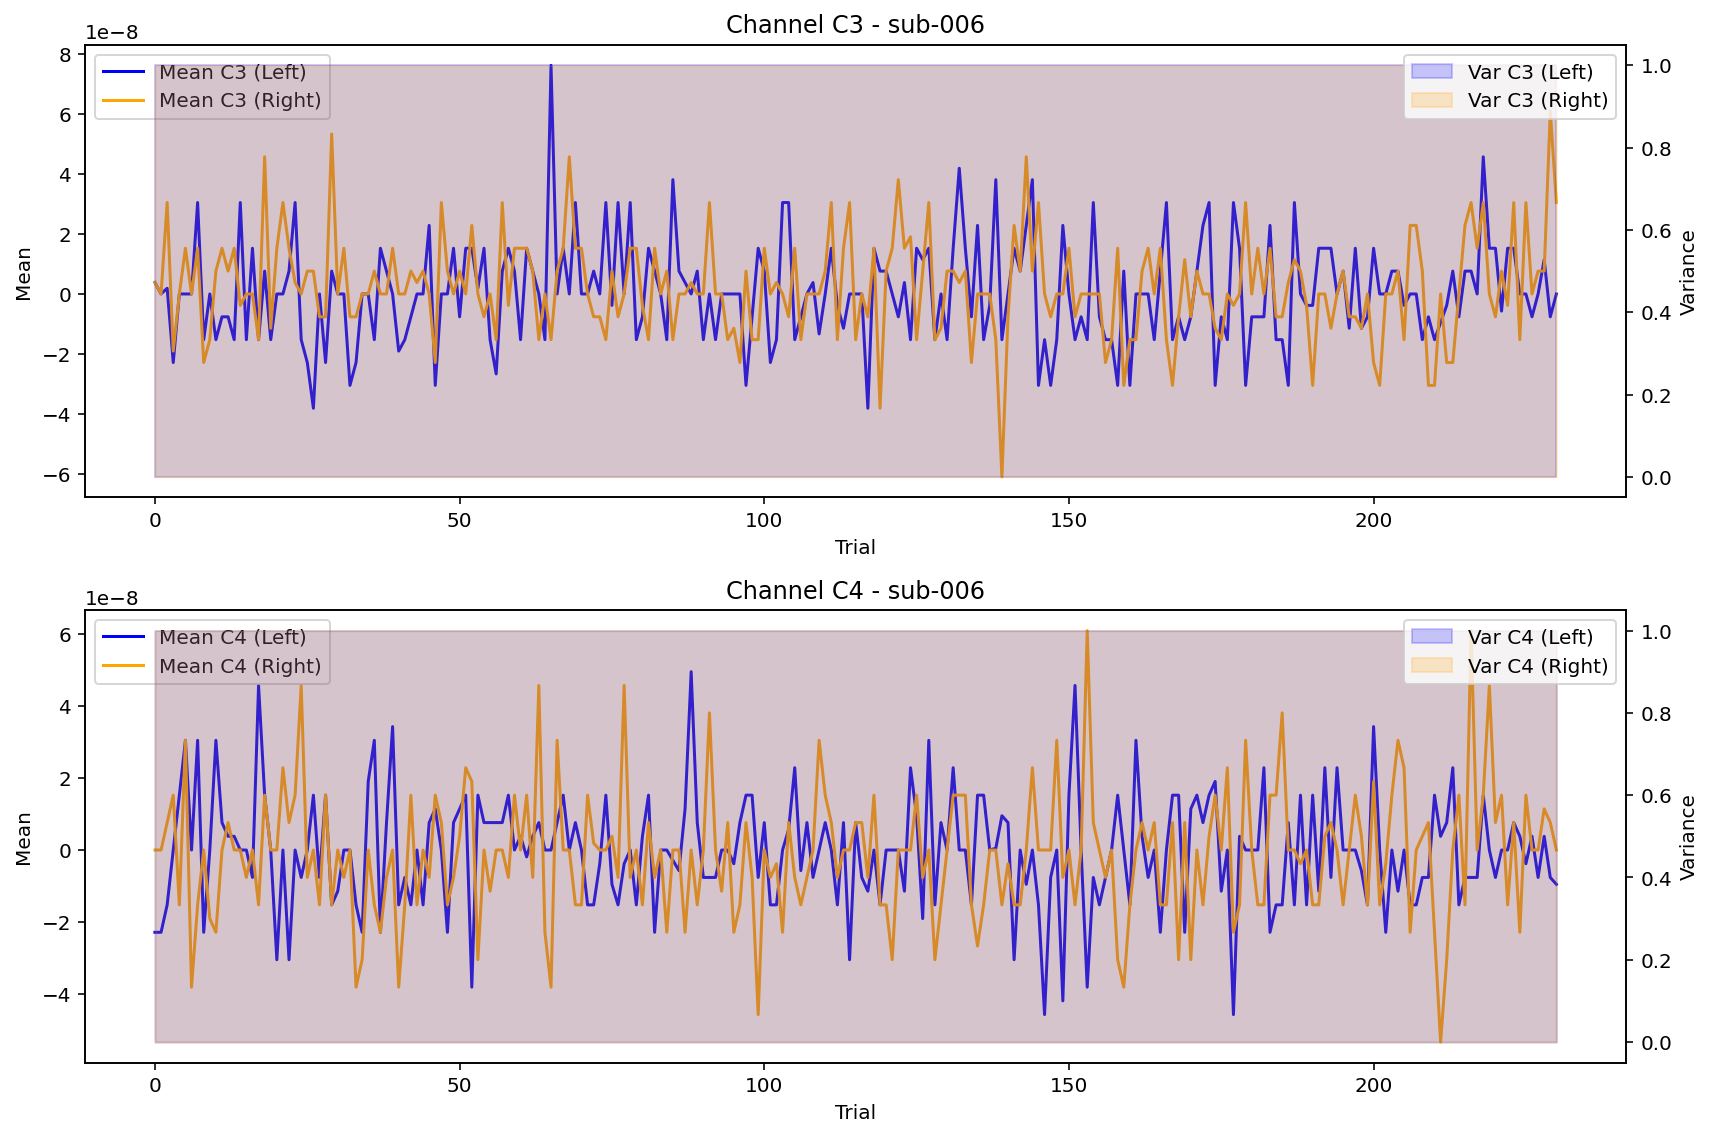 Channel C3 - sub-006
1e−8
Mean C3 (Left)
Mean C3 (Right)
Var C3 (Left)
Var C3 (Right)
8
6
4
2
0
−2
−4
−6
Mean
1.0
0.8
0.6
0.4
0.2
0.0
Variance
0 50 100 150 200
Trial
Channel C4 - sub-006
1e−8
Mean C4 (Left)
Mean C4 (Right)
Var C4 (Left)
Var C4 (Right)
6
4
2
0
−2
−4
Mean
1.0
0.8
0.6
0.4
0.2
0.0
Variance
0 50 100 150 200
Trial